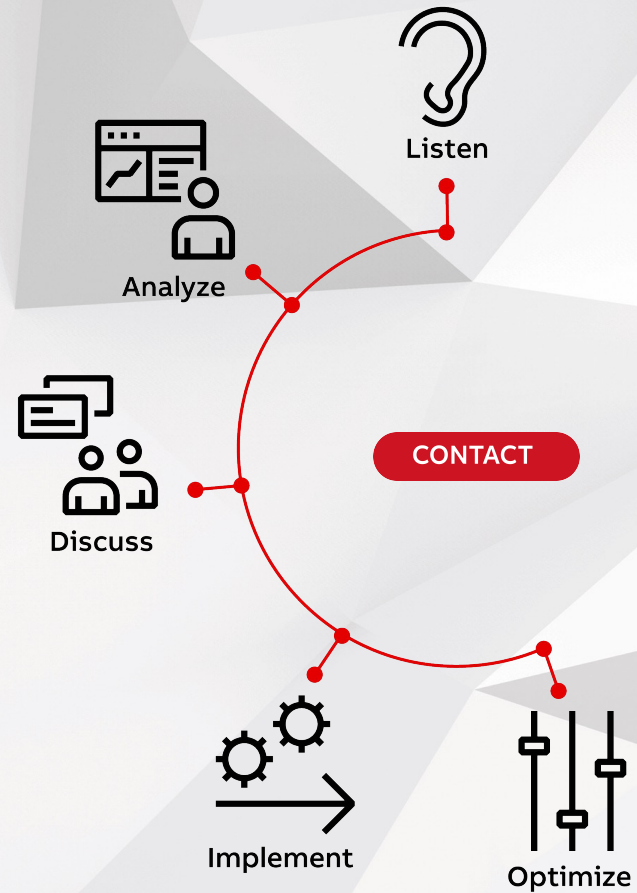 Listen
Analyze
Discuss
CONTACT
Implement
Optimize